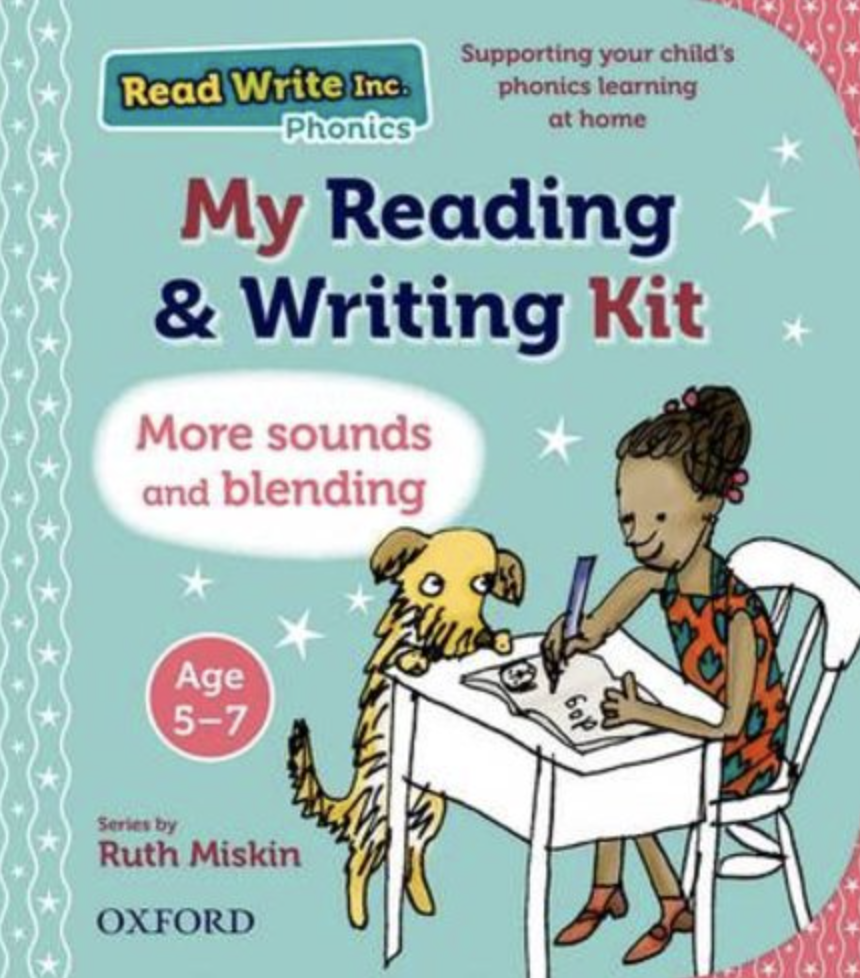 Read Write Inc.
Phonics
Supporting your child's
phonics learning
at home
My Reading
& Writing Kit
More sounds
and blending
Age
5–7
dog
Series by
Ruth Miskin
OXFORD